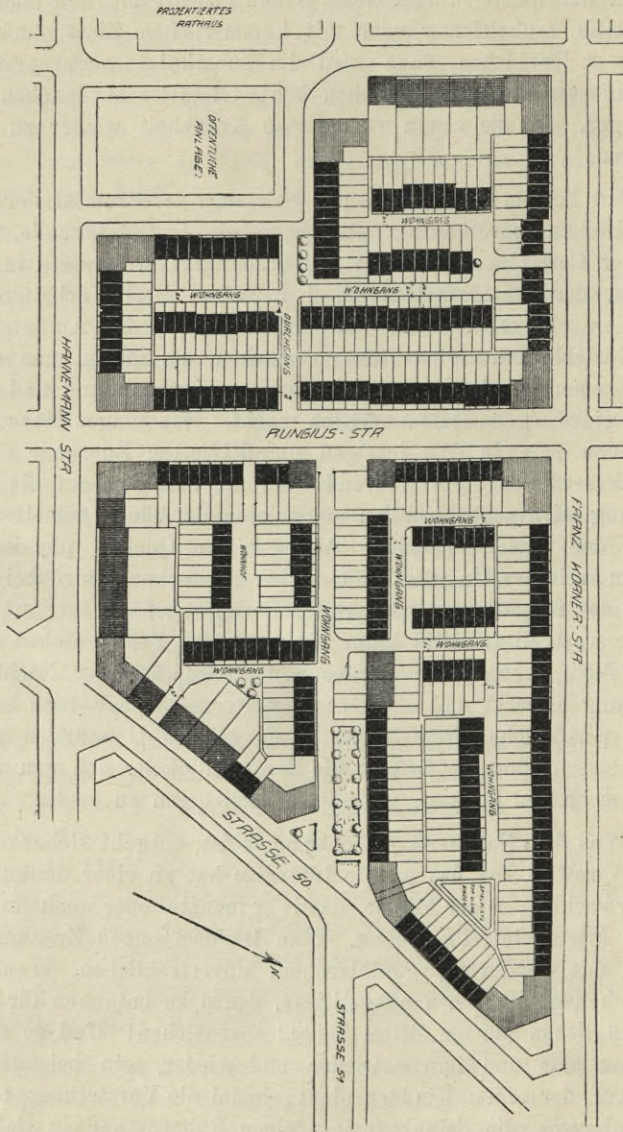 PROJEKTIERTES
RATHAUS
ÖFFENTLICHE
ANLAGE:
WOHNGANG
WOHNGANG
WOHNGANG
DURCHGANG
HANNEMANN STR
RUNGIUS-STR
FRANZ KÖRNER-STR
WOHNGANG
WOHNHOF
WOHNGANG
WOHNGANG
WOHNGANG
WOHNGANG
WOHNGANG
STRASSE 50
N
STRASSE 51